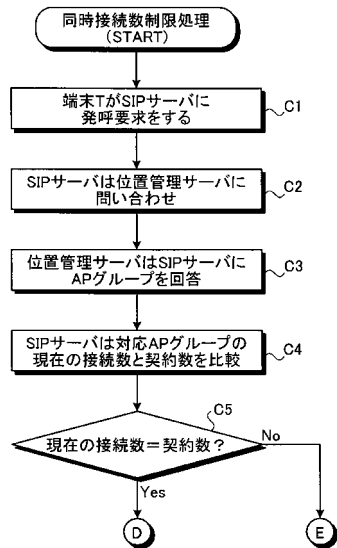 同時接続数制限処理
(START)
端末TがSIPサーバに
発呼要求をする
C1
SIPサーバは位置管理サーバに
問い合わせ
C2
位置管理サーバはSIPサーバに
APグループを回答
C3
SIPサーバは対応APグループの
現在の接続数と契約数を比較
C4
C5
現在の接続数=契約数?
No
Yes
D
E